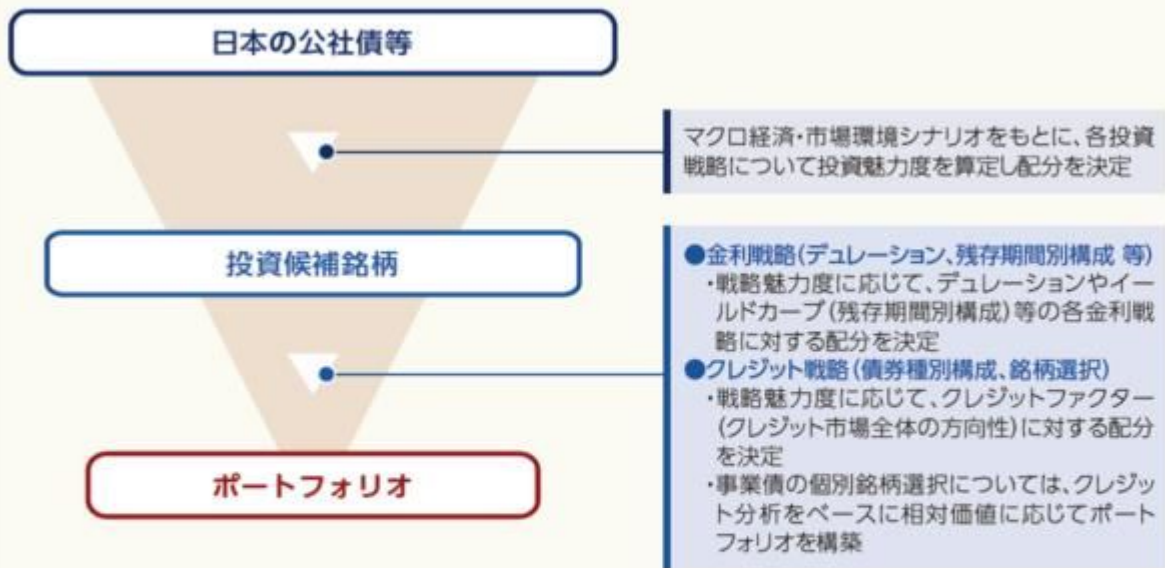 日本の公社債等
マクロ経済・市場環境シナリオをもとに、各投資
戦略について投資魅力度を算定し配分を決定
投資候補銘柄
●金利戦略(デュレーション、残存期間別構成 等)
・戦略魅力度に応じて、デュレーションやイー
ルドカーブ(残存期間別構成)等の各金利戦
略に対する配分を決定
●クレジット戦略(債券種別構成、銘柄選択)
・戦略魅力度に応じて、クレジットファクター
(クレジット市場全体の方向性)に対する配分
を決定
・事業債の個別銘柄選択については、クレジッ
ト分析をベースに相対価値に応じてポート
フォリオを構築
ポートフォリオ